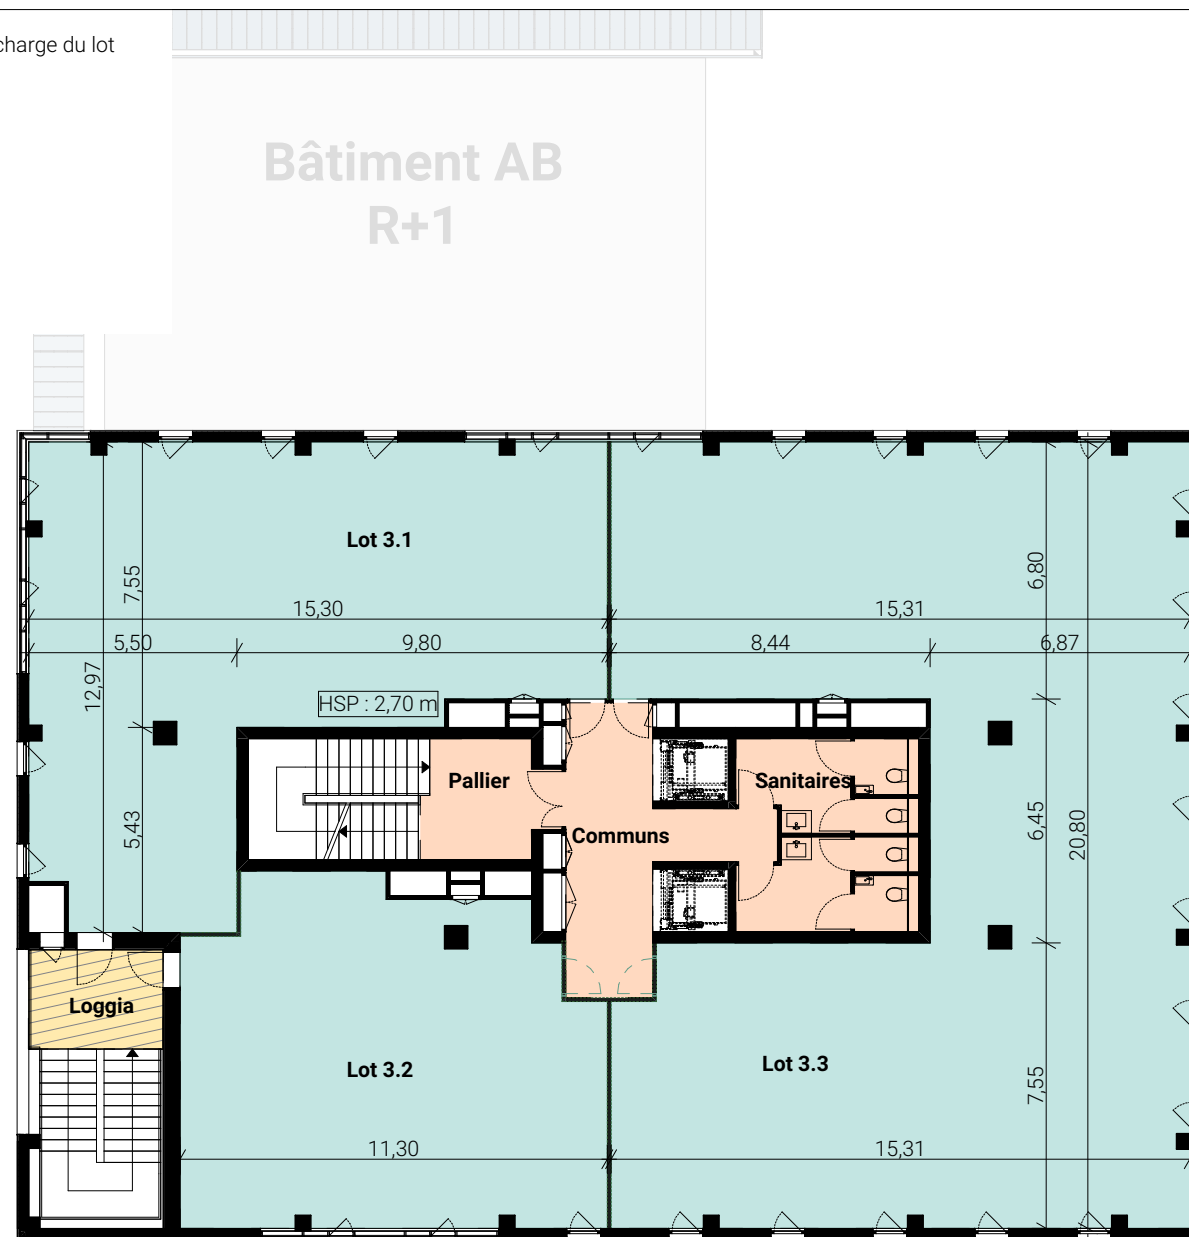 charge du lot
Bâtiment AB
R+1
Lot 3.1
7,55
6,80
15,30
15,31
5,50
9,80
8,44
6,87
12,97
HSP : 2,70 m
Pallier
Sanitaires
5,43
Communs
6,45
20,80
Loggia
Lot 3.2
Lot 3.3
7,55
11,30
15,31